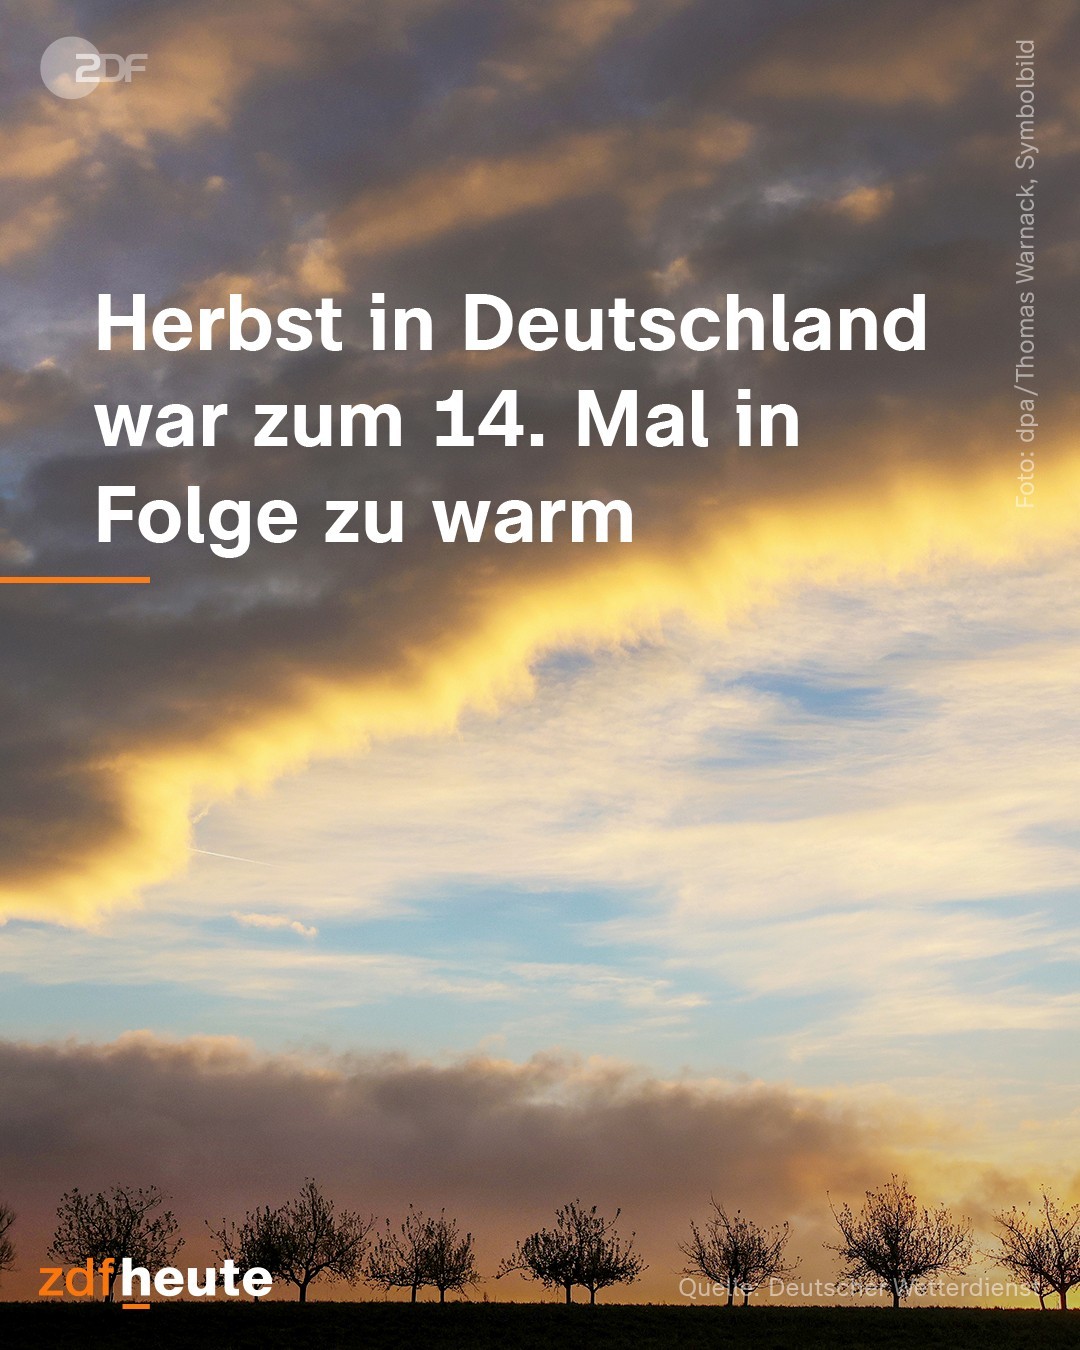 ZDF
Foto: dpa/Thomas Warnack, Symbolbild
Herbst in Deutschland
war zum 14. Mal in
Folge zu warm
zdfheute
Quelle: Deutscher Wetterdienst